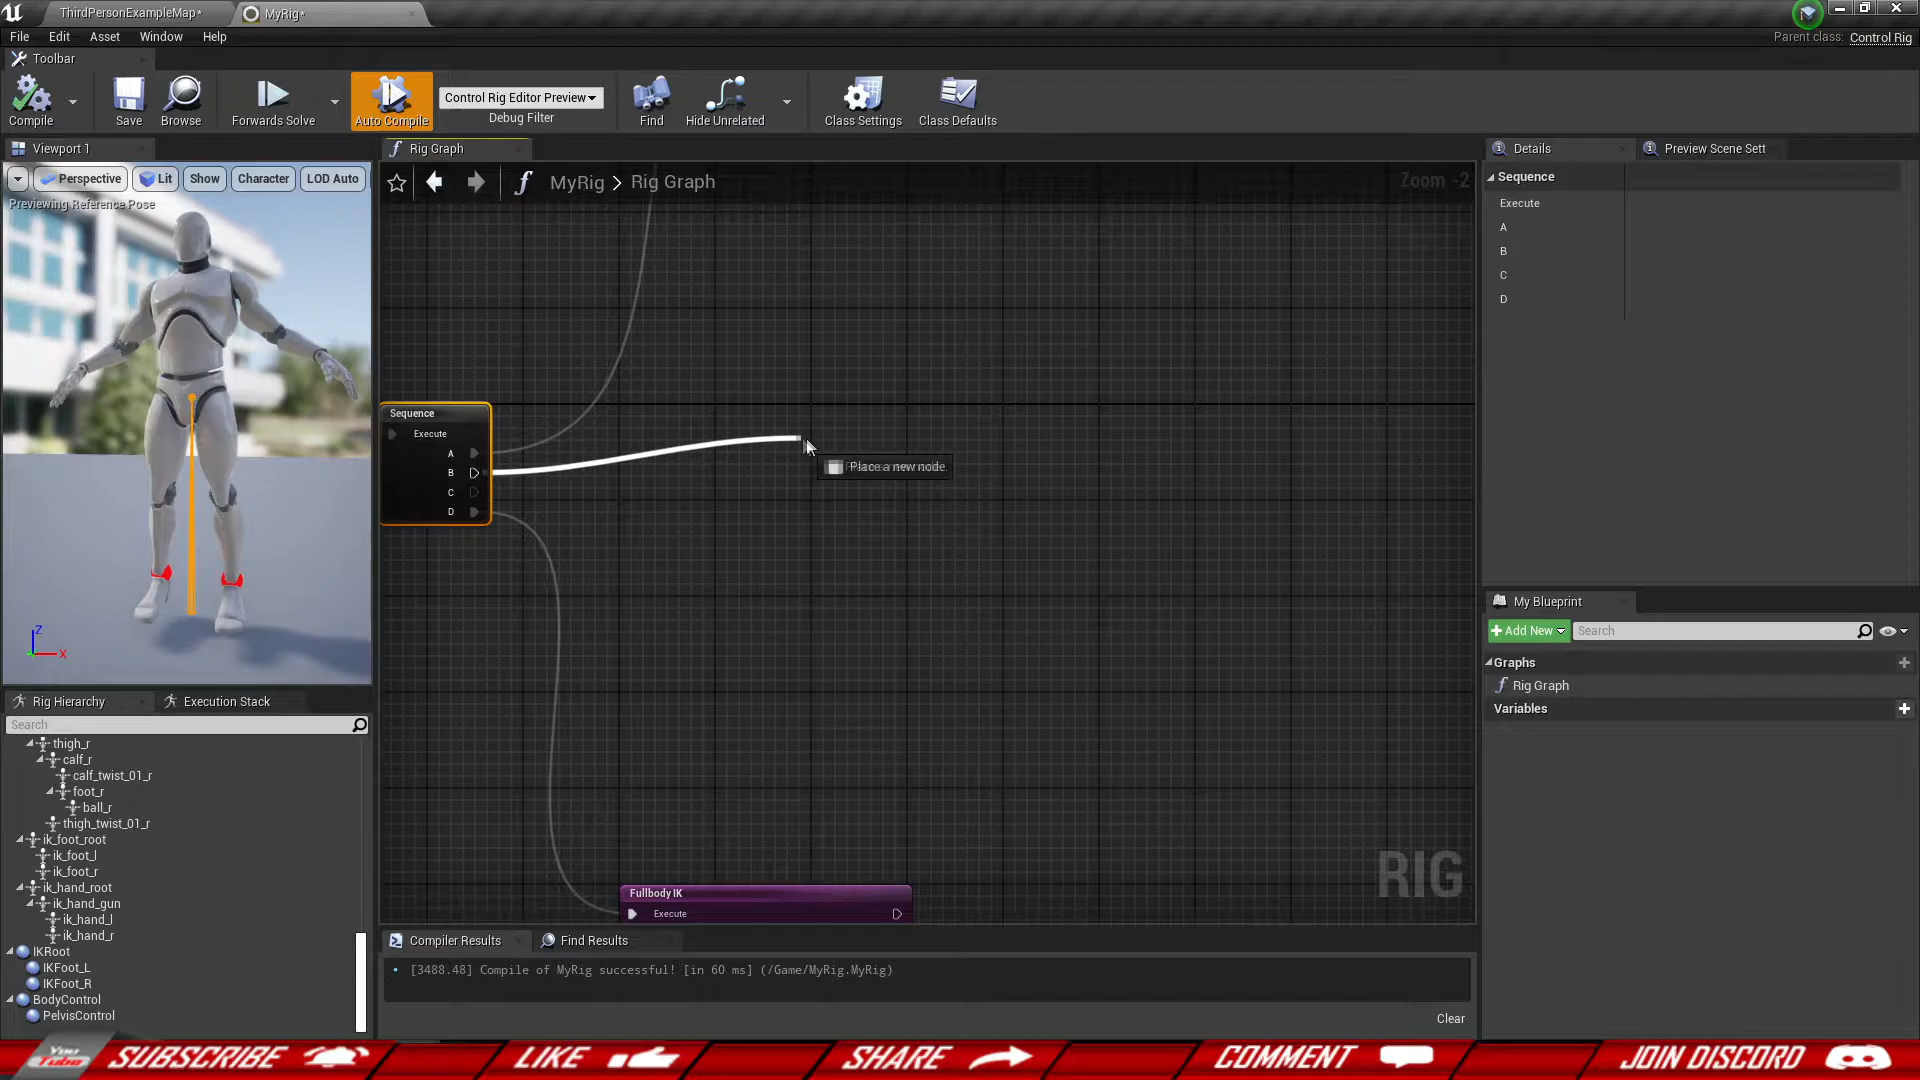 ThirdPersonExampleMap*
MyRig*
File Edit Asset Window Help
Parent class: Control Rig
Toolbar
Compile
Save
Browse
Forwards Solve
Auto Compile
Control Rig Editor Preview
Debug Filter
Find
Hide Unrelated
Class Settings
Class Defaults
Viewport 1
Perspective
Lit
Show
Character
LOD Auto
Previewing Reference Pose
Z
X
Rig Graph
MyRig > Rig Graph
Zoom -2
Sequence
Execute
A
B
C
D
Place a new node.
Fullbody IK
Execute
RIG
Details
Preview Scene Sett
Sequence
Execute
A
B
C
D
My Blueprint
Add New
Search
Graphs
Rig Graph
Variables
Rig Hierarchy
Execution Stack
Search
thigh_r
calf_r
calf_twist_01_r
foot_r
ball_r
thigh_twist_01_r
ik_foot_root
ik_foot_l
ik_foot_r
ik_hand_root
ik_hand_gun
ik_hand_l
ik_hand_r
IKRoot
IKFoot_L
IKFoot_R
BodyControl
PelvisControl
Compiler Results
Find Results
[3488.48] Compile of MyRig successful! [in 60 ms] (/Game/MyRig.MyRig)
Clear
You Tube SUBSCRIBE
LIKE
SHARE
COMMENT
JOIN DISCORD